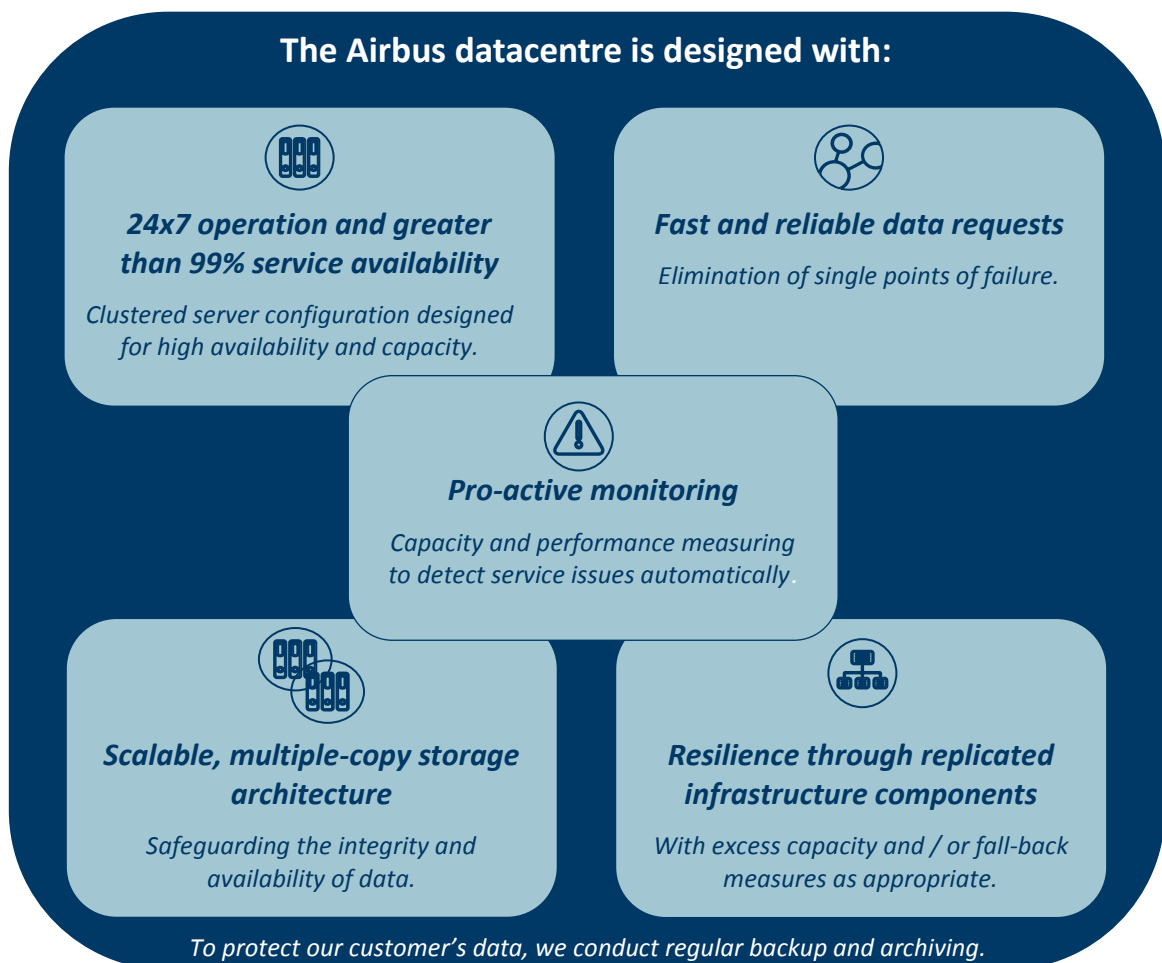 The Airbus datacentre is designed with:
24x7 operation and greater
than 99% service availability
Clustered server configuration designed
for high availability and capacity.
Fast and reliable data requests
Elimination of single points of failure.
Pro-active monitoring
Capacity and performance measuring
to detect service issues automatically.
Scalable, multiple-copy storage
architecture
Safeguarding the integrity and
availability of data.
Resilience through replicated
infrastructure components
With excess capacity and / or fall-back
measures as appropriate.
To protect our customer’s data, we conduct regular backup and archiving.